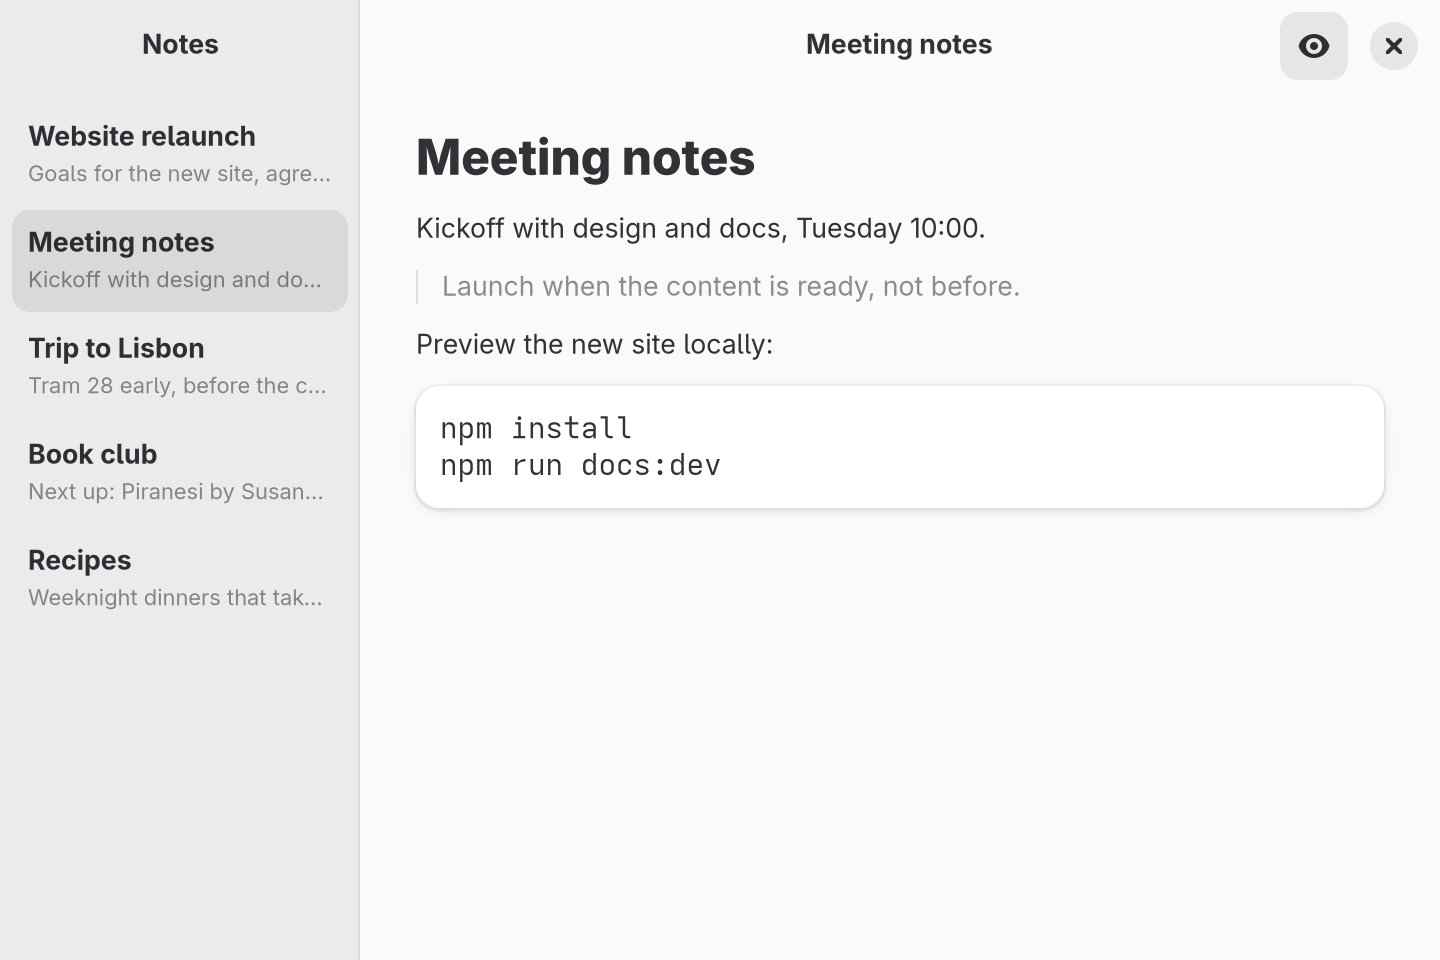 Notes
Website relaunch
Goals for the new site, agre...
Meeting notes
Kickoff with design and do...
Trip to Lisbon
Tram 28 early, before the c...
Book club
Next up: Piranesi by Susan...
Recipes
Weeknight dinners that tak...
Meeting notes
Meeting notes
Kickoff with design and docs, Tuesday 10:00.
Launch when the content is ready, not before.
Preview the new site locally:
npm install
npm run docs:dev